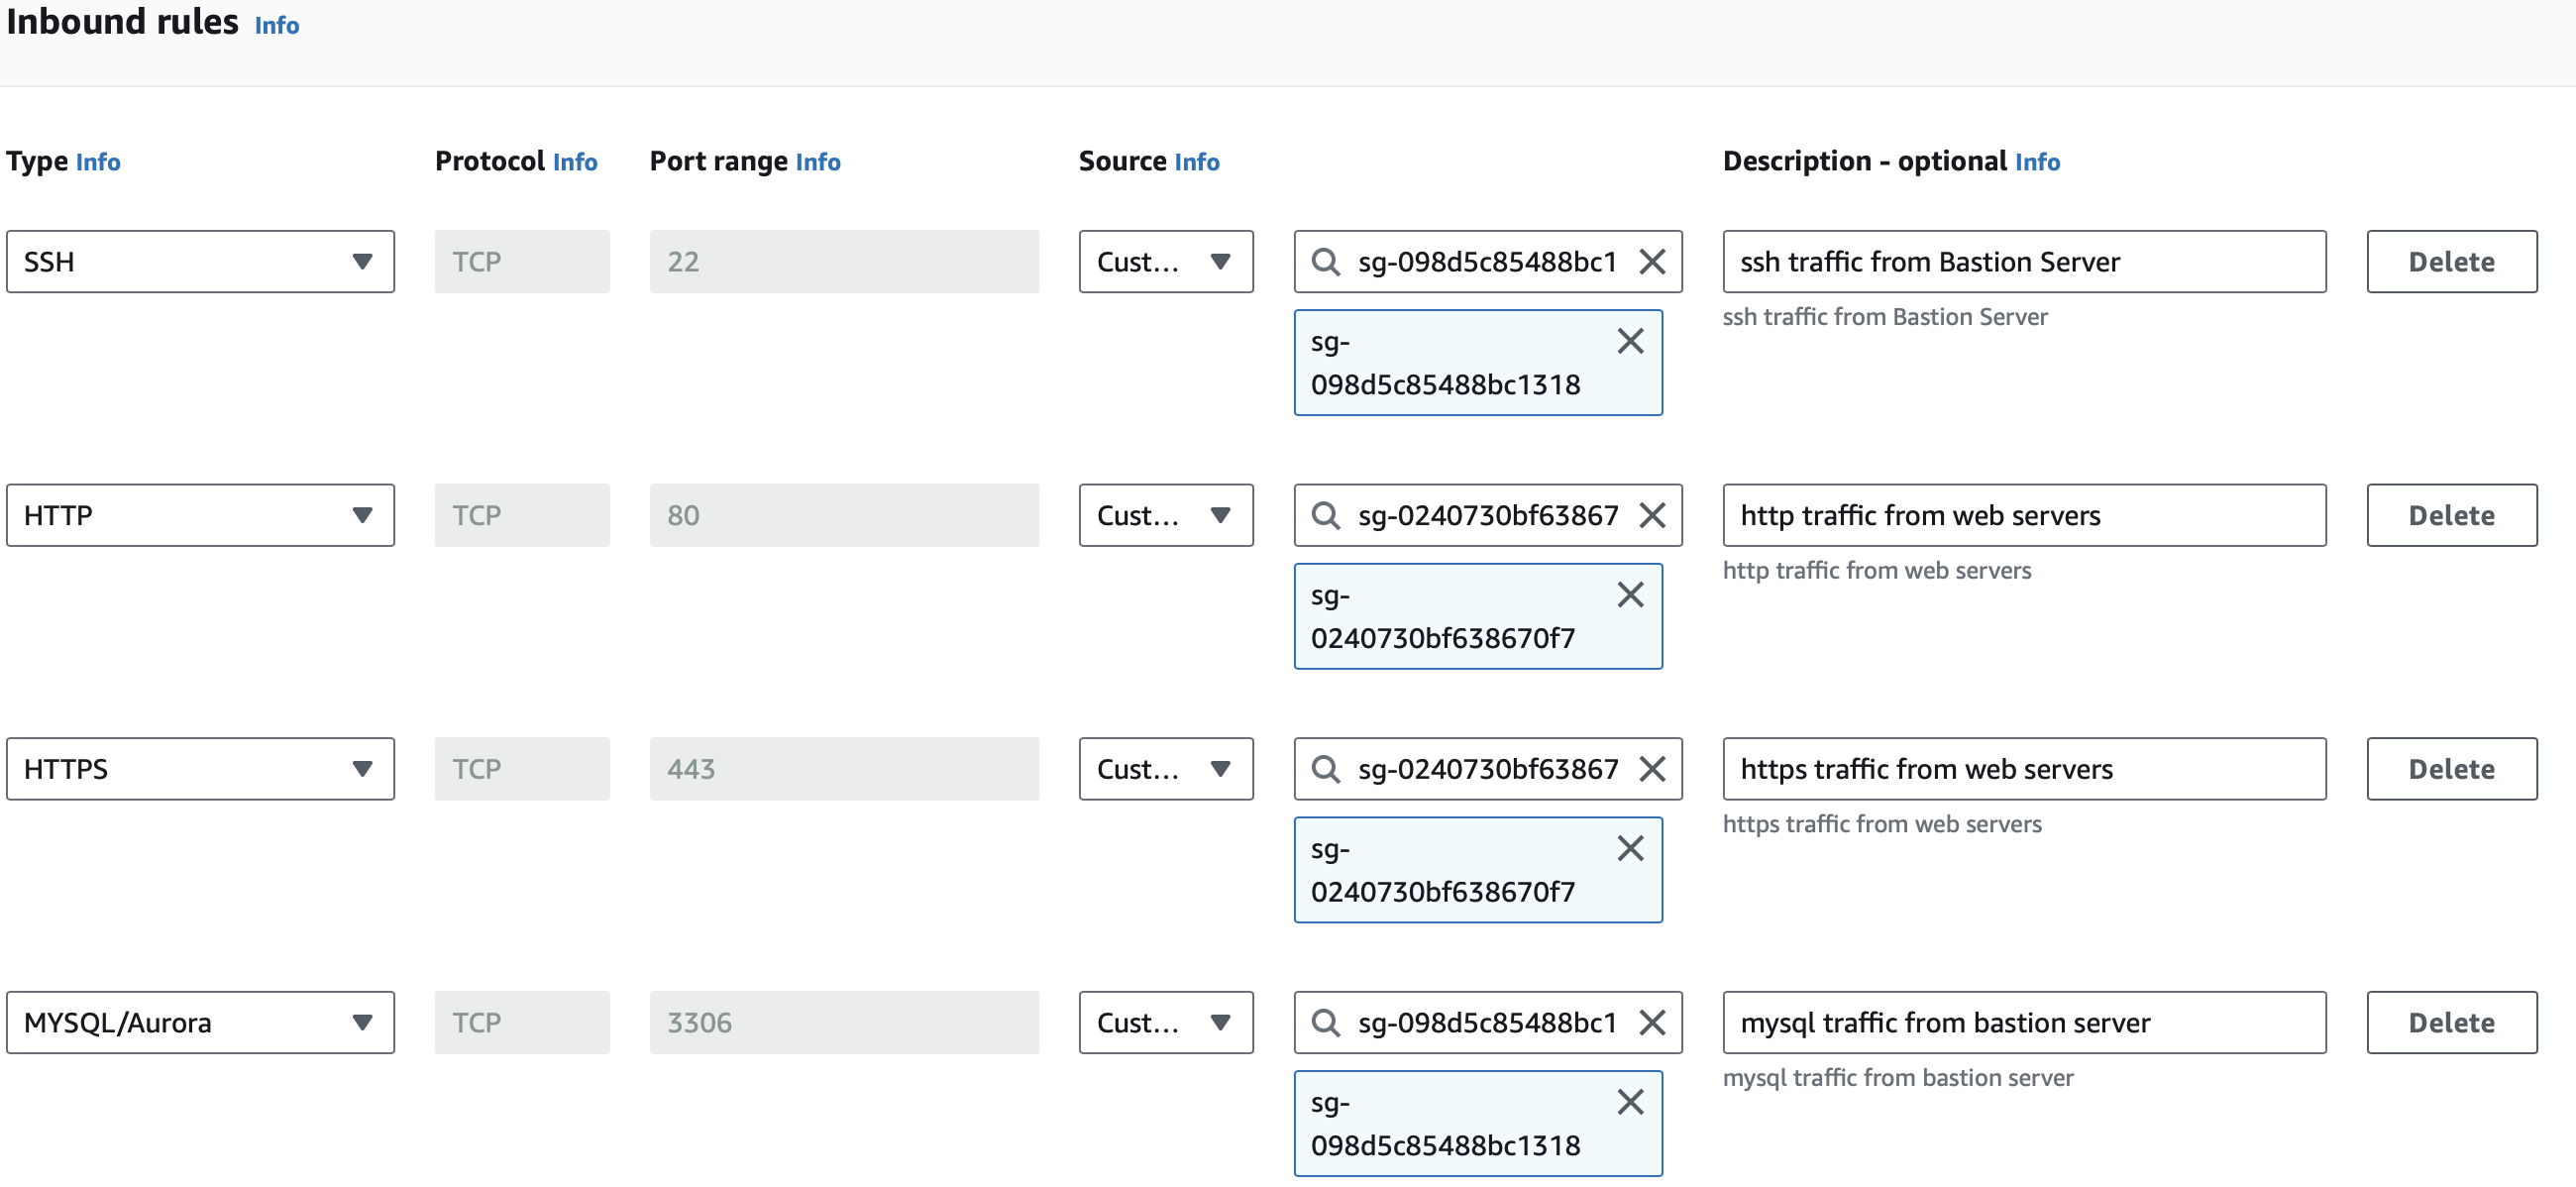 Inbound rules Info
Type Info Protocol Info Port range Info Source Info Description - optional Info
SSH TCP 22 Cust... sg-098d5c85488bc1 ssh traffic from Bastion Server Delete
ssh traffic from Bastion Server
sg-
098d5c85488bc1318
HTTP TCP 80 Cust... sg-0240730bf63867 http traffic from web servers Delete
http traffic from web servers
sg-
0240730bf638670f7
HTTPS TCP 443 Cust... sg-0240730bf63867 https traffic from web servers Delete
https traffic from web servers
sg-
0240730bf638670f7
MYSQL/Aurora TCP 3306 Cust... sg-098d5c85488bc1 mysql traffic from bastion server Delete
mysql traffic from bastion server
sg-
098d5c85488bc1318